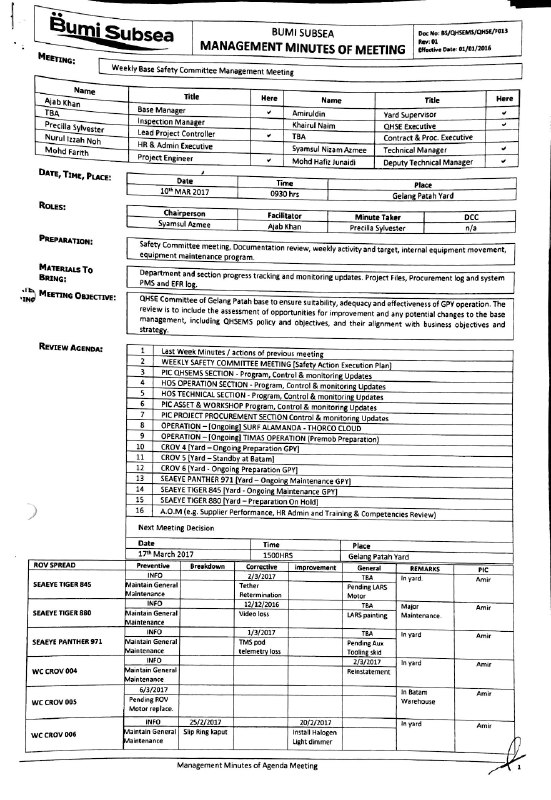 Bumi Subsea
BUMI SUBSEA
MANAGEMENT MINUTES OF MEETING
Doc No: BS/QHSEMS/QHSE/7013
Rev: 01
Effective Date: 01/01/2016
MEETING:
Weekly Base Safety Committee Management Meeting
Name Title Here Name Title Here
Ajab Khan Base Manager ✓ Amiruldin Yard Supervisor ✓
TBA Inspection Manager Khairul Naim QHSE Executive ✓
Precilla Sylvester Lead Project Controller ✓ TBA Contract & Proc. Executive
Nurul Izzah Noh HR & Admin Executive Syamsul Nizam Azmee Technical Manager ✓
Mohd Farith Project Engineer ✓ Mohd Hafiz Junaidi Deputy Technical Manager ✓
DATE, TIME, PLACE:
Date Time Place
10th MAR 2017 0930 hrs Gelang Patah Yard
ROLES:
Chairperson Facilitator Minute Taker DCC
Syamsul Azmee Ajab Khan Precilla Sylvester n/a
PREPARATION:
Safety Committee meeting, Documentation review, weekly activity and target, internal equipment movement,
equipment maintenance program.
MATERIALS TO
BRING:
Department and section progress tracking and monitoring updates. Project Files, Procurement log and system
PMS and EFR log.
MEETING OBJECTIVE:
QHSE Committee of Gelang Patah base to ensure suitability, adequacy and effectiveness of GPY operation. The
review is to include the assessment of opportunities for improvement and any potential changes to the base
management, including QHSEMS policy and objectives, and their alignment with business objectives and
strategy.
REVIEW AGENDA:
1 Last Week Minutes / actions of previous meeting
2 WEEKLY SAFETY COMMITTEE MEETING [Safety Action Execution Plan]
3 PIC QHSEMS SECTION - Program, Control & monitoring Updates
4 HOS OPERATION SECTION - Program, Control & monitoring Updates
5 HOS TECHNICAL SECTION - Program, Control & monitoring Updates
6 PIC ASSET & WORKSHOP Program, Control & monitoring Updates
7 PIC PROJECT PROCUREMENT SECTION Control & monitoring Updates
8 OPERATION – [Ongoing] SURF ALAMANDA - THORCO CLOUD
9 OPERATION – [Ongoing] TIMAS OPERATION (Premob Preparation)
10 CROV 4 [Yard – Ongoing Preparation GPY]
11 CROV 5 [Yard – Standby at Batam]
12 CROV 6 [Yard - Ongoing Preparation GPY]
13 SEAEYE PANTHER 971 [Yard – Ongoing Maintenance GPY]
14 SEAEYE TIGER 845 [Yard - Ongoing Maintenance GPY]
15 SEAEYE TIGER 880 [Yard – Preparation On Hold]
16 A.O.M (e.g. Supplier Performance, HR Admin and Training & Competencies Review)
Next Meeting Decision
Date Time Place
17th March 2017 1500HRS Gelang Patah Yard
ROV SPREAD Preventive Breakdown Corrective Improvement General REMARKS PIC
INFO 2/3/2017 TBA In yard. Amir
SEAEYE TIGER 845 Maintain General Tether Pending LARS
Maintenance Retermination Motor
INFO 12/12/2016 TBA Major Amir
SEAEYE TIGER 880 Maintain General Video loss LARS painting Maintenance.
Maintenance
INFO 1/3/2017 TBA In yard Amir
SEAEYE PANTHER 971 Maintain General TMS pod Pending Aux
Maintenance telemetry loss Tooling skid
INFO 2/3/2017 In yard Amir
WC CROV 004 Maintain General Reinstatement
Maintenance
6/3/2017 In Batam Amir
WC CROV 005 Pending ROV Warehouse
Motor replace.
INFO 25/2/2017 20/2/2017 In yard Amir
WC CROV 006 Maintain General Slip Ring kaput Install Halogen
Maintenance Light dimmer
Management Minutes of Agenda Meeting
1